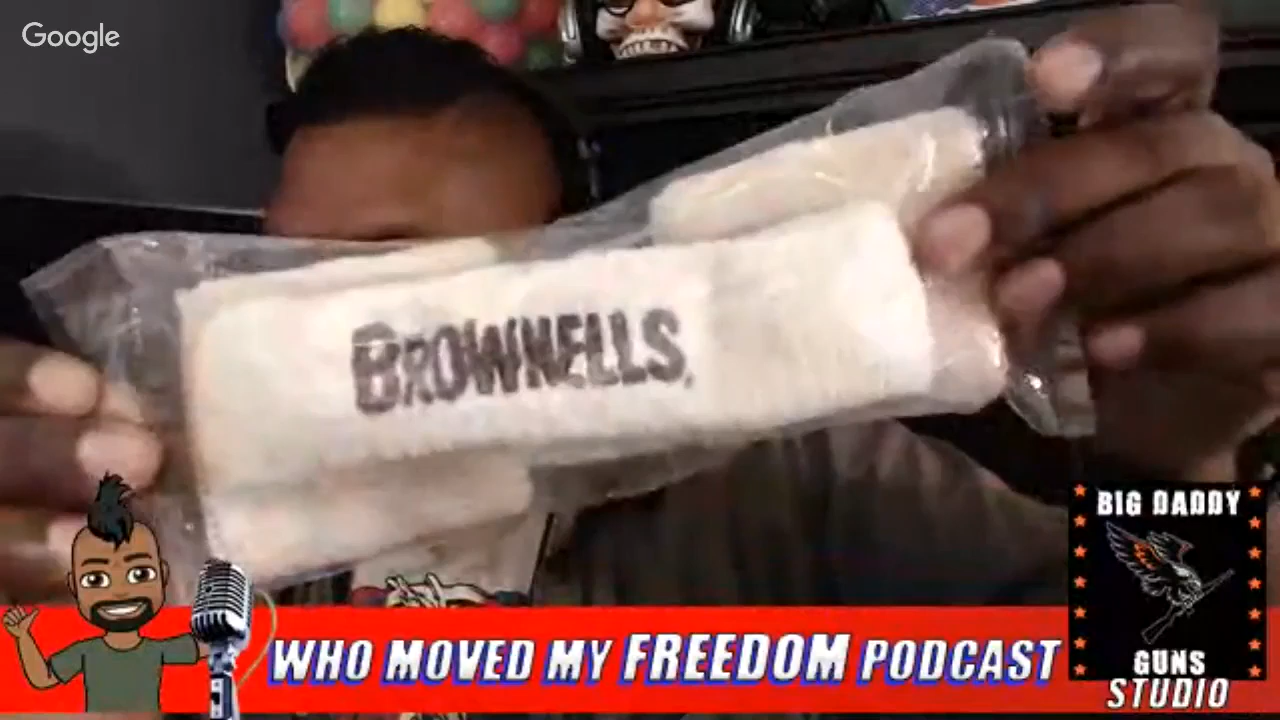 Google
BROWNELLS
WHO MOVED MY FREEDOM PODCAST
BIG DADDY
GUNS
STUDIO